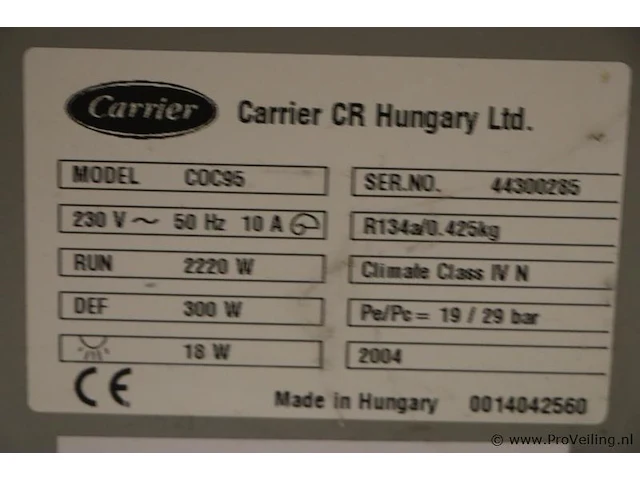 Carrier Carrier CR Hungary Ltd.
MODEL COC95 SER.NO. 44300285
230 V ~ 50 Hz 10 A R134a/0.425kg
RUN 2220 W Climate Class IV N
DEF 300 W Pe/Pc = 19 / 29 bar
18 W 2004
CE Made in Hungary 0014042560
© www.ProVeiling.nl